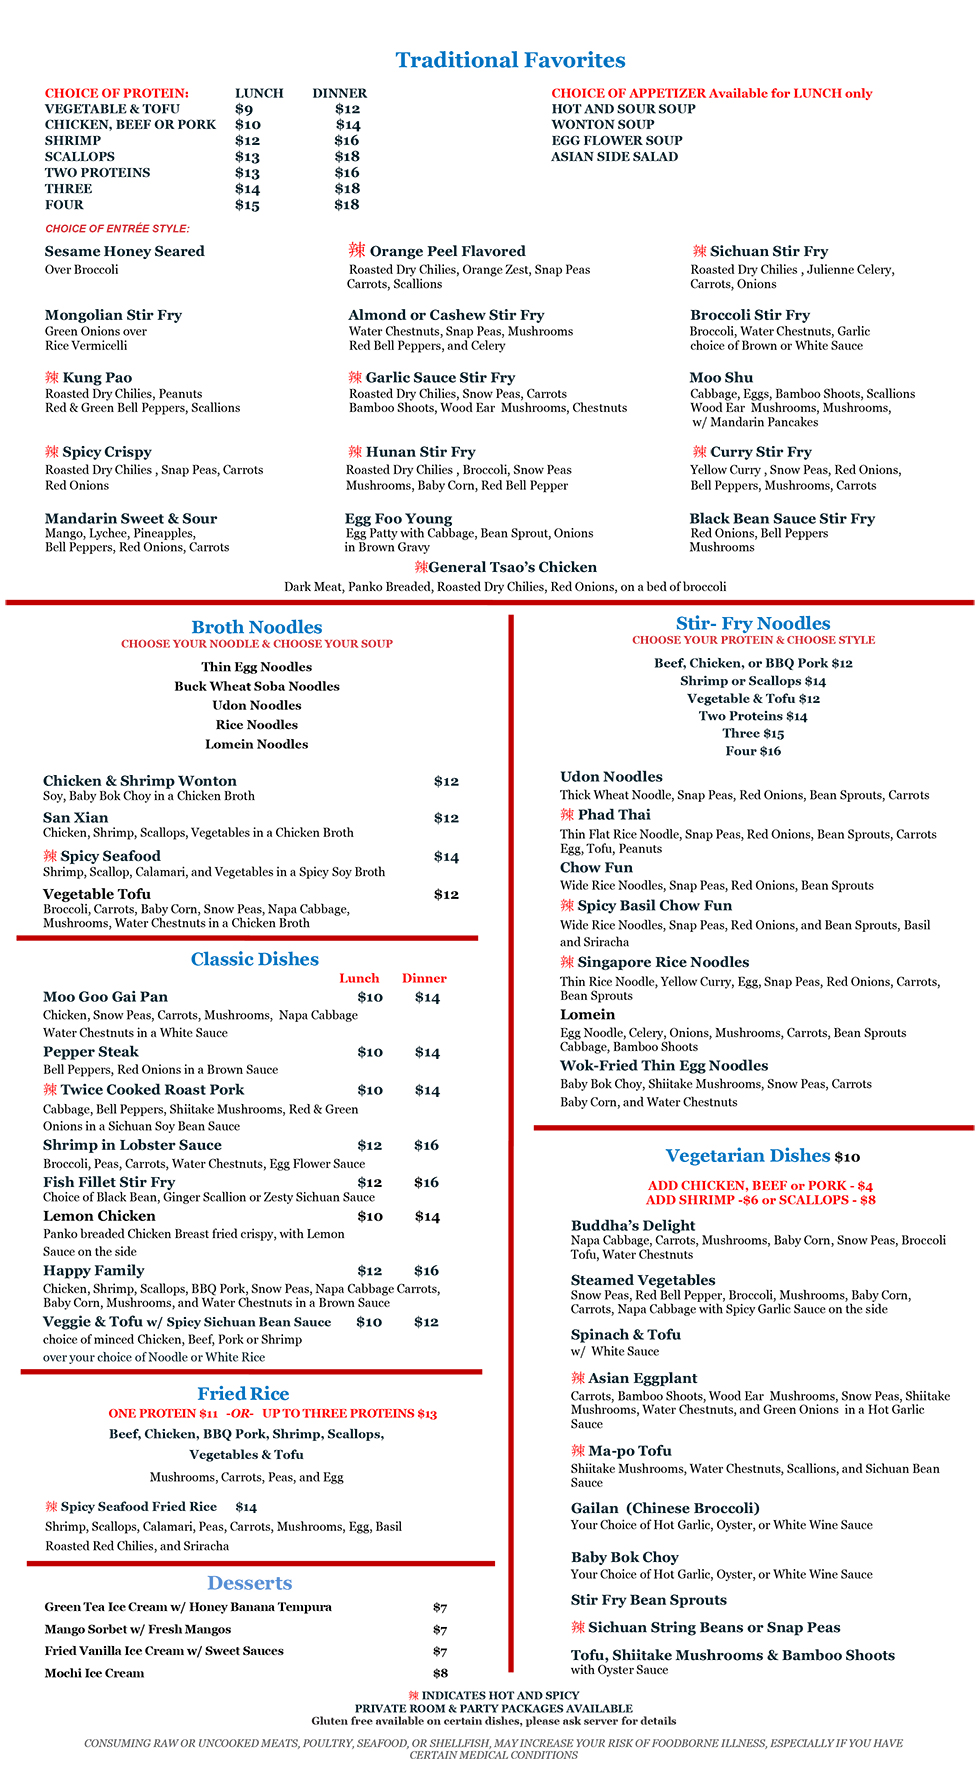 Traditional Favorites
CHOICE OF PROTEIN: LUNCH DINNER
VEGETABLE & TOFU $9 $12
CHICKEN, BEEF OR PORK $10 $14
SHRIMP $12 $16
SCALLOPS $13 $18
TWO PROTEINS $13 $16
THREE $14 $18
FOUR $15 $18
CHOICE OF APPETIZER Available for LUNCH only
HOT AND SOUR SOUP
WONTON SOUP
EGG FLOWER SOUP
ASIAN SIDE SALAD
CHOICE OF ENTRÉE STYLE:
Sesame Honey Seared
Over Broccoli
辣 Orange Peel Flavored
Roasted Dry Chilies, Orange Zest, Snap Peas
Carrots, Scallions
辣 Sichuan Stir Fry
Roasted Dry Chilies , Julienne Celery,
Carrots, Onions
Mongolian Stir Fry
Green Onions over
Rice Vermicelli
Almond or Cashew Stir Fry
Water Chestnuts, Snap Peas, Mushrooms
Red Bell Peppers, and Celery
Broccoli Stir Fry
Broccoli, Water Chestnuts, Garlic
choice of Brown or White Sauce
辣 Kung Pao
Roasted Dry Chilies, Peanuts
Red & Green Bell Peppers, Scallions
辣 Garlic Sauce Stir Fry
Roasted Dry Chilies, Snow Peas, Carrots
Bamboo Shoots, Wood Ear Mushrooms, Chestnuts
Moo Shu
Cabbage, Eggs, Bamboo Shoots, Scallions
Wood Ear Mushrooms, Mushrooms,
w/ Mandarin Pancakes
辣 Spicy Crispy
Roasted Dry Chilies , Snap Peas, Carrots
Red Onions
辣 Hunan Stir Fry
Roasted Dry Chilies , Broccoli, Snow Peas
Mushrooms, Baby Corn, Red Bell Pepper
辣 Curry Stir Fry
Yellow Curry , Snow Peas, Red Onions,
Bell Peppers, Mushrooms, Carrots
Mandarin Sweet & Sour
Mango, Lychee, Pineapples,
Bell Peppers, Red Onions, Carrots
Egg Foo Young
Egg Patty with Cabbage, Bean Sprout, Onions
in Brown Gravy
Black Bean Sauce Stir Fry
Red Onions, Bell Peppers
Mushrooms
辣General Tsao's Chicken
Dark Meat, Panko Breaded, Roasted Dry Chilies, Red Onions, on a bed of broccoli
Broth Noodles
CHOOSE YOUR NOODLE & CHOOSE YOUR SOUP
Thin Egg Noodles
Buck Wheat Soba Noodles
Udon Noodles
Rice Noodles
Lomein Noodles
Chicken & Shrimp Wonton $12
Soy, Baby Bok Choy in a Chicken Broth
San Xian $12
Chicken, Shrimp, Scallops, Vegetables in a Chicken Broth
辣 Spicy Seafood $14
Shrimp, Scallop, Calamari, and Vegetables in a Spicy Soy Broth
Vegetable Tofu $12
Broccoli, Carrots, Baby Corn, Snow Peas, Napa Cabbage,
Mushrooms, Water Chestnuts in a Chicken Broth
Classic Dishes
Lunch Dinner
Moo Goo Gai Pan $10 $14
Chicken, Snow Peas, Carrots, Mushrooms, Napa Cabbage
Water Chestnuts in a White Sauce
Pepper Steak $10 $14
Bell Peppers, Red Onions in a Brown Sauce
辣 Twice Cooked Roast Pork $10 $14
Cabbage, Bell Peppers, Shiitake Mushrooms, Red & Green
Onions in a Sichuan Soy Bean Sauce
Shrimp in Lobster Sauce $12 $16
Broccoli, Peas, Carrots, Water Chestnuts, Egg Flower Sauce
Fish Fillet Stir Fry $12 $16
Choice of Black Bean, Ginger Scallion or Zesty Sichuan Sauce
Lemon Chicken $10 $14
Panko breaded Chicken Breast fried crispy, with Lemon
Sauce on the side
Happy Family $12 $16
Chicken, Shrimp, Scallops, BBQ Pork, Snow Peas, Napa Cabbage Carrots,
Baby Corn, Mushrooms, and Water Chestnuts in a Brown Sauce
Veggie & Tofu w/ Spicy Sichuan Bean Sauce $10 $12
choice of minced Chicken, Beef, Pork or Shrimp
over your choice of Noodle or White Rice
Fried Rice
ONE PROTEIN $11 -OR- UP TO THREE PROTEINS $13
Beef, Chicken, BBQ Pork, Shrimp, Scallops,
Vegetables & Tofu
Mushrooms, Carrots, Peas, and Egg
辣 Spicy Seafood Fried Rice $14
Shrimp, Scallops, Calamari, Peas, Carrots, Mushrooms, Egg, Basil
Roasted Red Chilies, and Sriracha
Desserts
Green Tea Ice Cream w/ Honey Banana Tempura $7
Mango Sorbet w/ Fresh Mangos $7
Fried Vanilla Ice Cream w/ Sweet Sauces $7
Mochi Ice Cream $8
Stir- Fry Noodles
CHOOSE YOUR PROTEIN & CHOOSE STYLE
Beef, Chicken, or BBQ Pork $12
Shrimp or Scallops $14
Vegetable & Tofu $12
Two Proteins $14
Three $15
Four $16
Udon Noodles
Thick Wheat Noodle, Snap Peas, Red Onions, Bean Sprouts, Carrots
辣 Phad Thai
Thin Flat Rice Noodle, Snap Peas, Red Onions, Bean Sprouts, Carrots
Egg, Tofu, Peanuts
Chow Fun
Wide Rice Noodles, Snap Peas, Red Onions, Bean Sprouts
辣 Spicy Basil Chow Fun
Wide Rice Noodles, Snap Peas, Red Onions, and Bean Sprouts, Basil
and Sriracha
辣 Singapore Rice Noodles
Thin Rice Noodle, Yellow Curry, Egg, Snap Peas, Red Onions, Carrots,
Bean Sprouts
Lomein
Egg Noodle, Celery, Onions, Mushrooms, Carrots, Bean Sprouts
Cabbage, Bamboo Shoots
Wok-Fried Thin Egg Noodles
Baby Bok Choy, Shiitake Mushrooms, Snow Peas, Carrots
Baby Corn, and Water Chestnuts
Vegetarian Dishes $10
ADD CHICKEN, BEEF or PORK - $4
ADD SHRIMP -$6 or SCALLOPS - $8
Buddha's Delight
Napa Cabbage, Carrots, Mushrooms, Baby Corn, Snow Peas, Broccoli
Tofu, Water Chestnuts
Steamed Vegetables
Snow Peas, Red Bell Pepper, Broccoli, Mushrooms, Baby Corn,
Carrots, Napa Cabbage with Spicy Garlic Sauce on the side
Spinach & Tofu
w/ White Sauce
辣 Asian Eggplant
Carrots, Bamboo Shoots, Wood Ear Mushrooms, Snow Peas, Shiitake
Mushrooms, Water Chestnuts, and Green Onions in a Hot Garlic
Sauce
辣 Ma-po Tofu
Shiitake Mushrooms, Water Chestnuts, Scallions, and Sichuan Bean
Sauce
Gailan (Chinese Broccoli)
Your Choice of Hot Garlic, Oyster, or White Wine Sauce
Baby Bok Choy
Your Choice of Hot Garlic, Oyster, or White Wine Sauce
Stir Fry Bean Sprouts
辣 Sichuan String Beans or Snap Peas
Tofu, Shiitake Mushrooms & Bamboo Shoots
with Oyster Sauce
辣 INDICATES HOT AND SPICY
PRIVATE ROOM & PARTY PACKAGES AVAILABLE
Gluten free available on certain dishes, please ask server for details
CONSUMING RAW OR UNCOOKED MEATS, POULTRY, SEAFOOD, OR SHELLFISH, MAY INCREASE YOUR RISK OF FOODBORNE ILLNESS, ESPECIALLY IF YOU HAVE
CERTAIN MEDICAL CONDITIONS